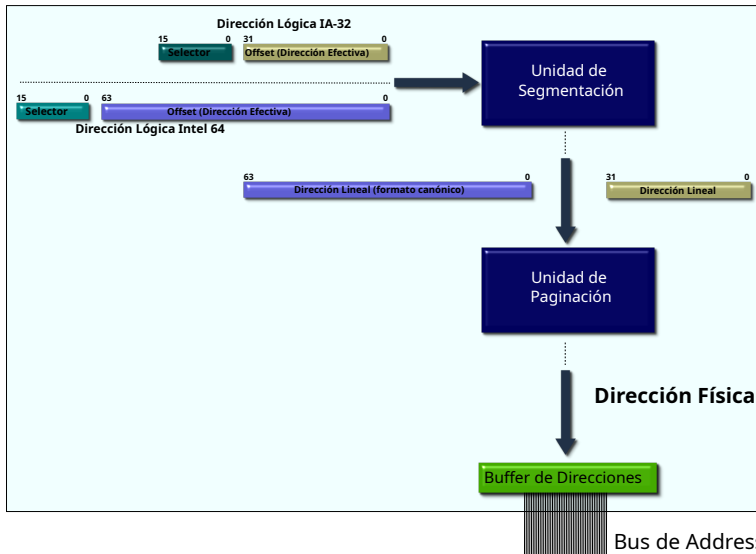 Dirección Lógica IA-32
15 0 31 0
Selector Offset (Dirección Efectiva)
15 0 63 0
Selector Offset (Dirección Efectiva)
Dirección Lógica Intel 64
Unidad de
Segmentación
63 0 31 0
Dirección Lineal (formato canónico) Dirección Lineal
Unidad de
Paginación
Dirección Física
Buffer de Direcciones
Bus de Addres